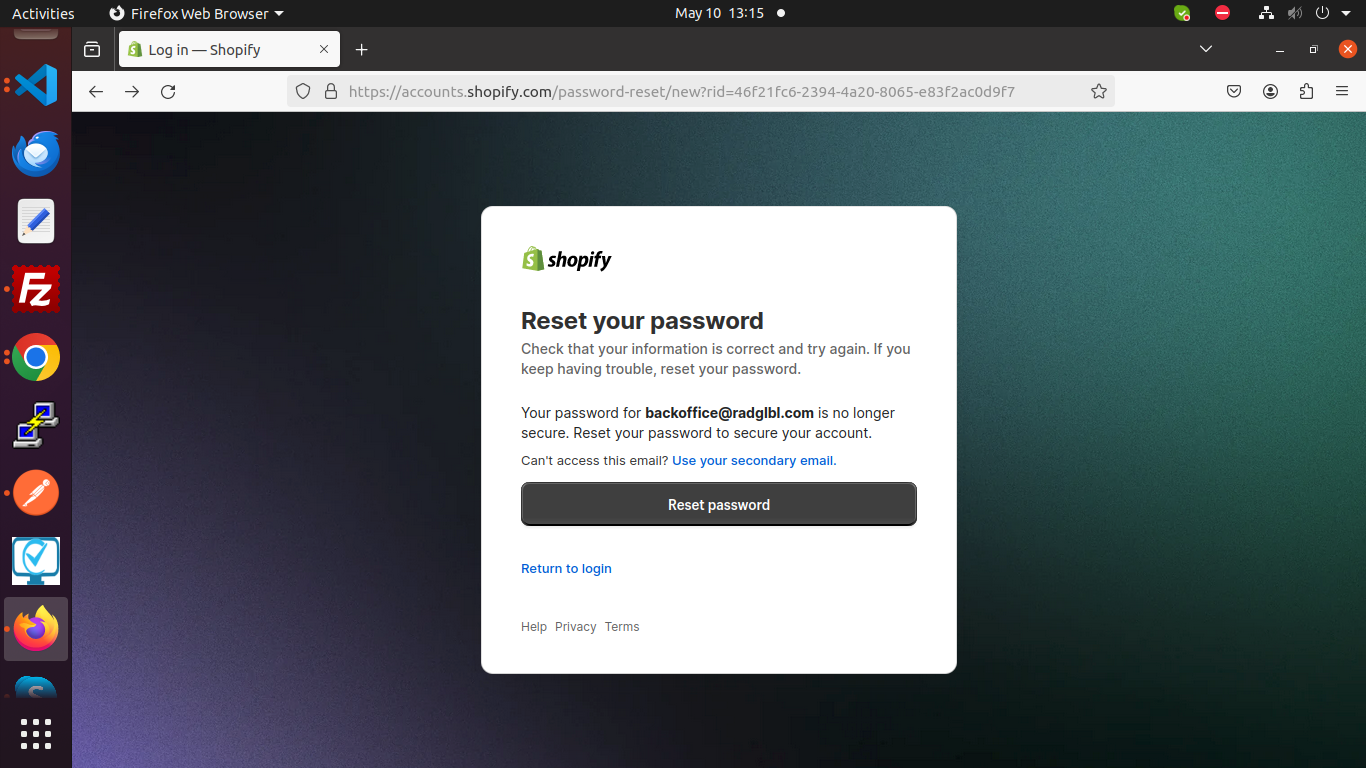 Activities
Firefox Web Browser
May 10 13:15
Log in — Shopify
https://accounts.shopify.com/password-reset/new?rid=46f21fc6-2394-4a20-8065-e83f2ac0d9f7
shopify
Reset your password
Check that your information is correct and try again. If you
keep having trouble, reset your password.
Your password for backoffice@radglbl.com is no longer
secure. Reset your password to secure your account.
Can't access this email? Use your secondary email.
Reset password
Return to login
Help Privacy Terms